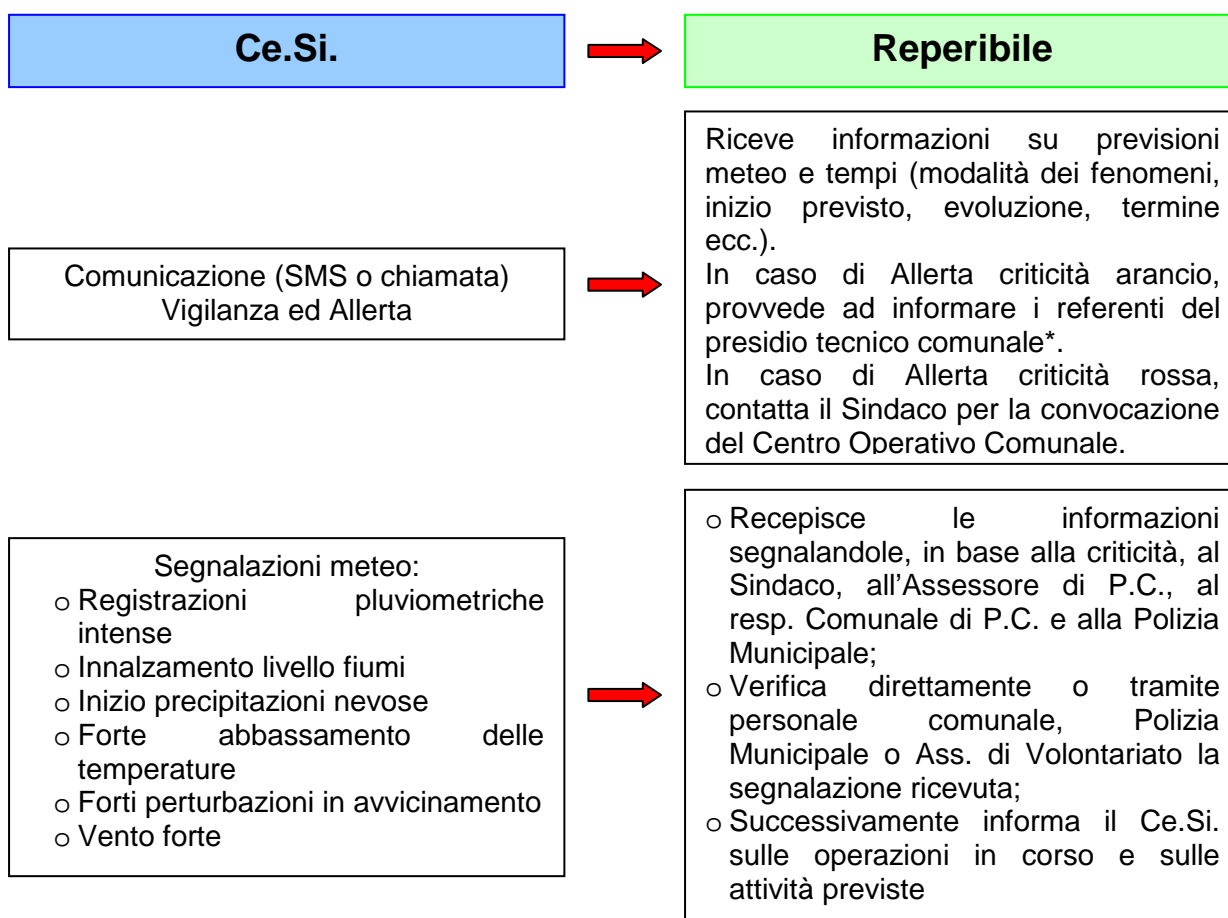 Ce.Si.
Reperibile
Comunicazione (SMS o chiamata)
Vigilanza ed Allerta
Riceve informazioni su previsioni
meteo e tempi (modalità dei fenomeni,
inizio previsto, evoluzione, termine
ecc.).
In caso di Allerta criticità arancio,
provvede ad informare i referenti del
presidio tecnico comunale*.
In caso di Allerta criticità rossa,
contatta il Sindaco per la convocazione
del Centro Operativo Comunale.
Segnalazioni meteo:
o Registrazioni pluviometriche
intense
o Innalzamento livello fiumi
o Inizio precipitazioni nevose
o Forte abbassamento delle
temperature
o Forti perturbazioni in avvicinamento
o Vento forte
o Recepisce le informazioni
segnalandole, in base alla criticità, al
Sindaco, all’Assessore di P.C., al
resp. Comunale di P.C. e alla Polizia
Municipale;
o Verifica direttamente o tramite
personale comunale, Polizia
Municipale o Ass. di Volontariato la
segnalazione ricevuta;
o Successivamente informa il Ce.Si.
sulle operazioni in corso e sulle
attività previste